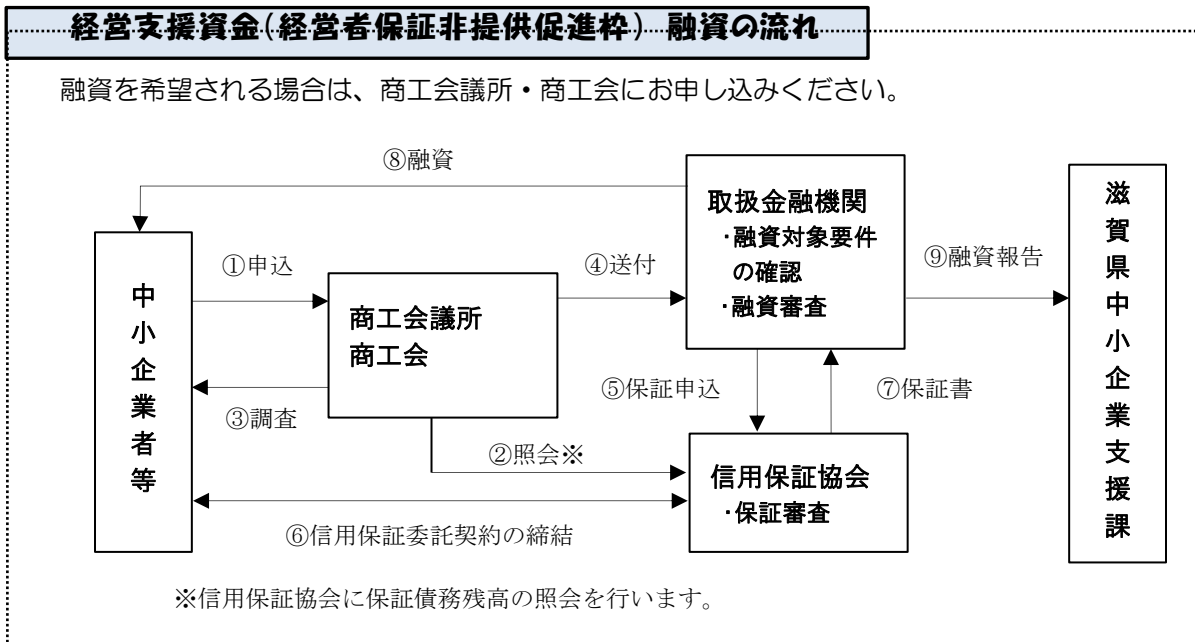 経営支援資金(経営者保証非提供促進枠) 融資の流れ
融資を希望される場合は、商工会議所・商工会にお申し込みください。
⑧融資
中小企業者等
①申込
③調査
商工会議所
商工会
②照会※
④送付
取扱金融機関
・融資対象要件
の確認
・融資審査
⑤保証申込
⑦保証書
信用保証協会
・保証審査
⑥信用保証委託契約の締結
⑨融資報告
滋賀県中小企業支援課
※信用保証協会に保証債務残高の照会を行います。